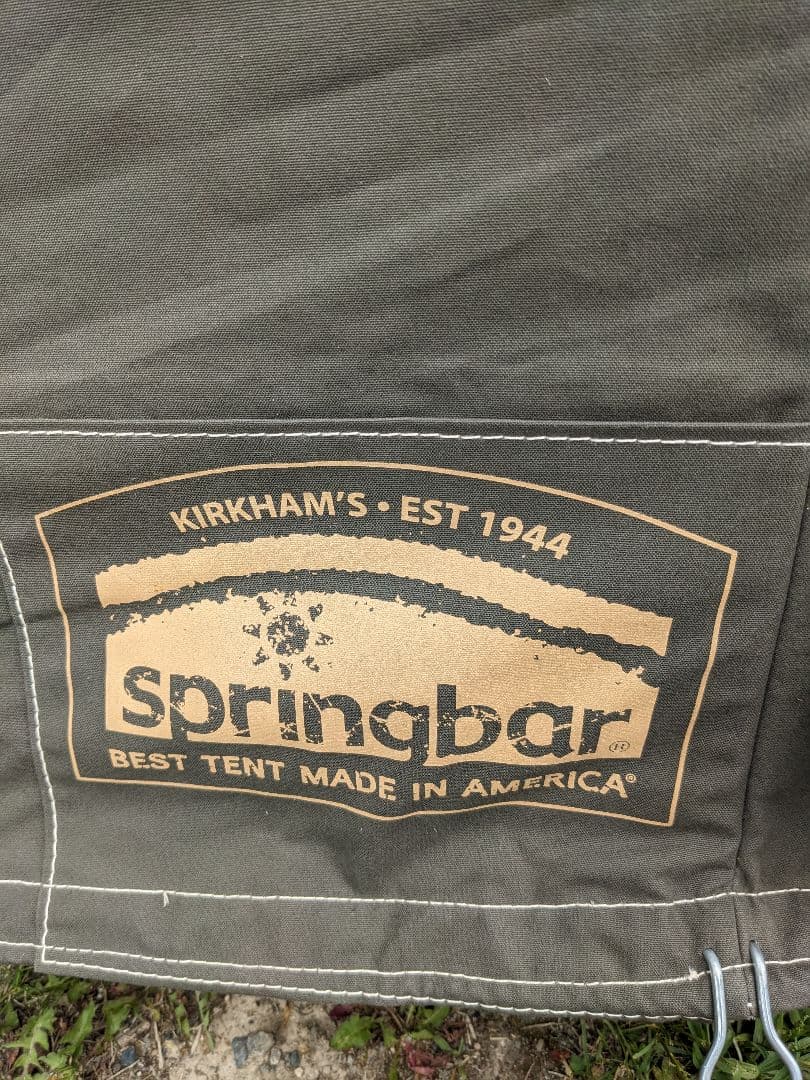 KIRKHAM'S • EST 1944
Springbar®
BEST TENT MADE IN AMERICA®